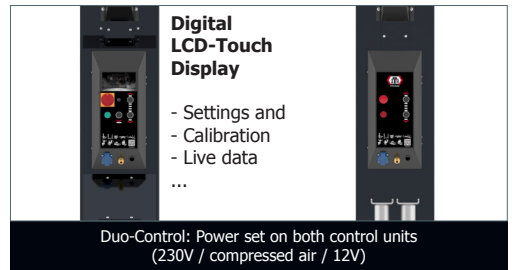 Digital
LCD-Touch
Display
- Settings and
- Calibration
- Live data
...
Duo-Control: Power set on both control units
(230V / compressed air / 12V)